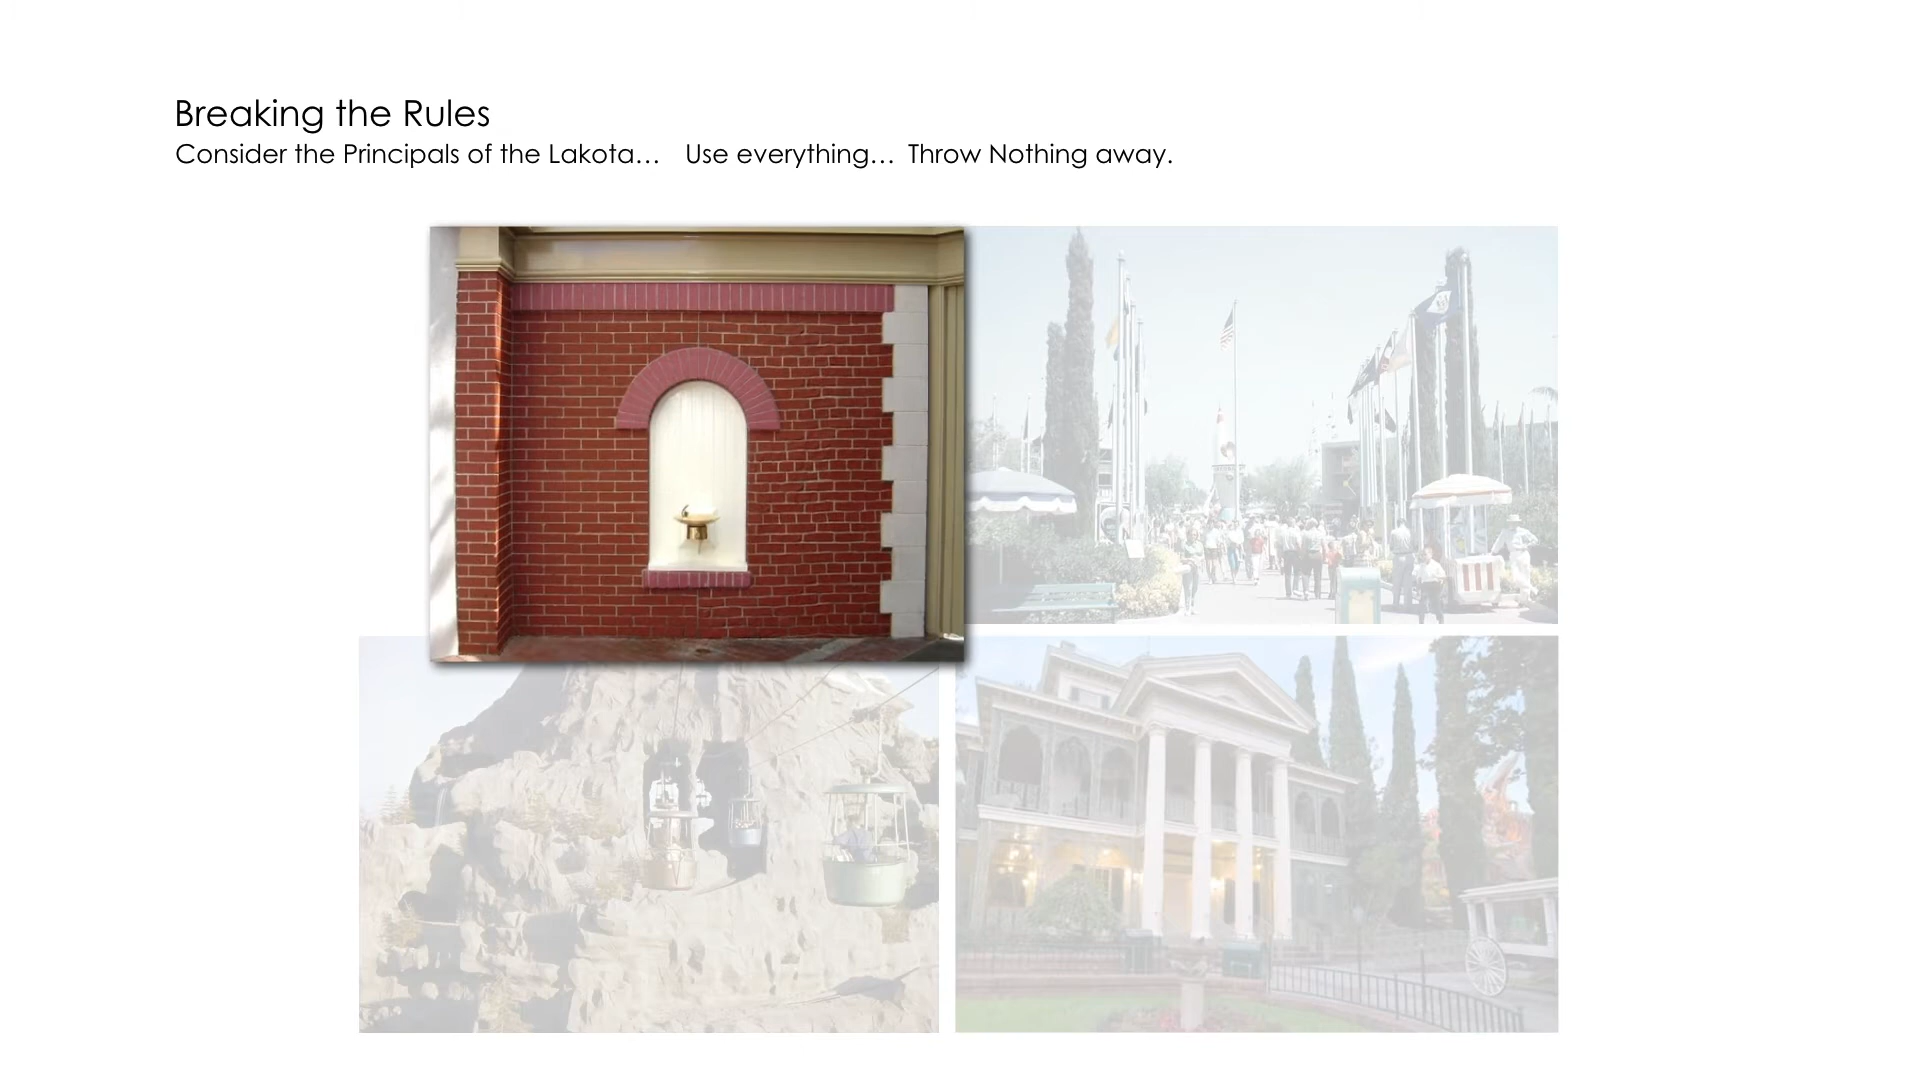 Breaking the Rules
Consider the Principals of the Lakota… Use everything… Throw Nothing away.